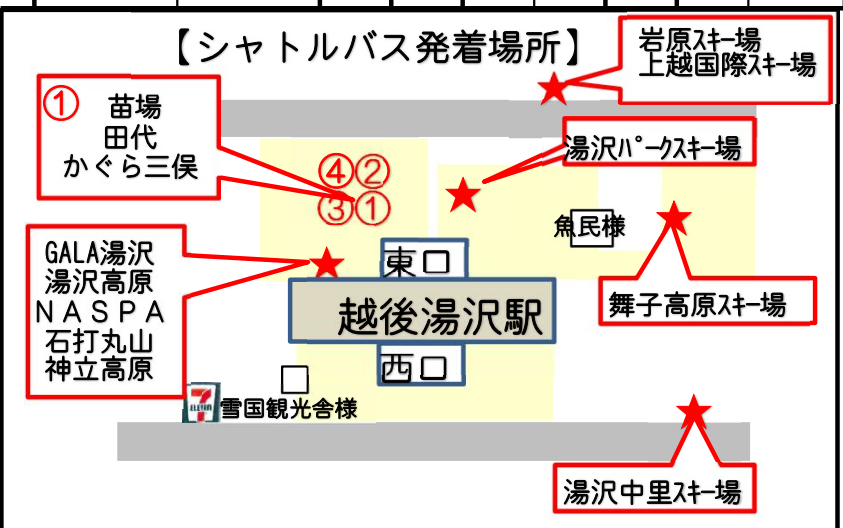 【シャトルバス発着場所】
岩原スキー場
上越国際スキー場
① 苗場
田代
かぐら三俣
湯沢パークスキー場
④②
③①
魚民様
GALA湯沢
湯沢高原
NASPA
石打丸山
神立高原
東口
舞子高原スキー場
越後湯沢駅
西口
7
ELEVEN
雪国観光舎様
湯沢中里スキー場